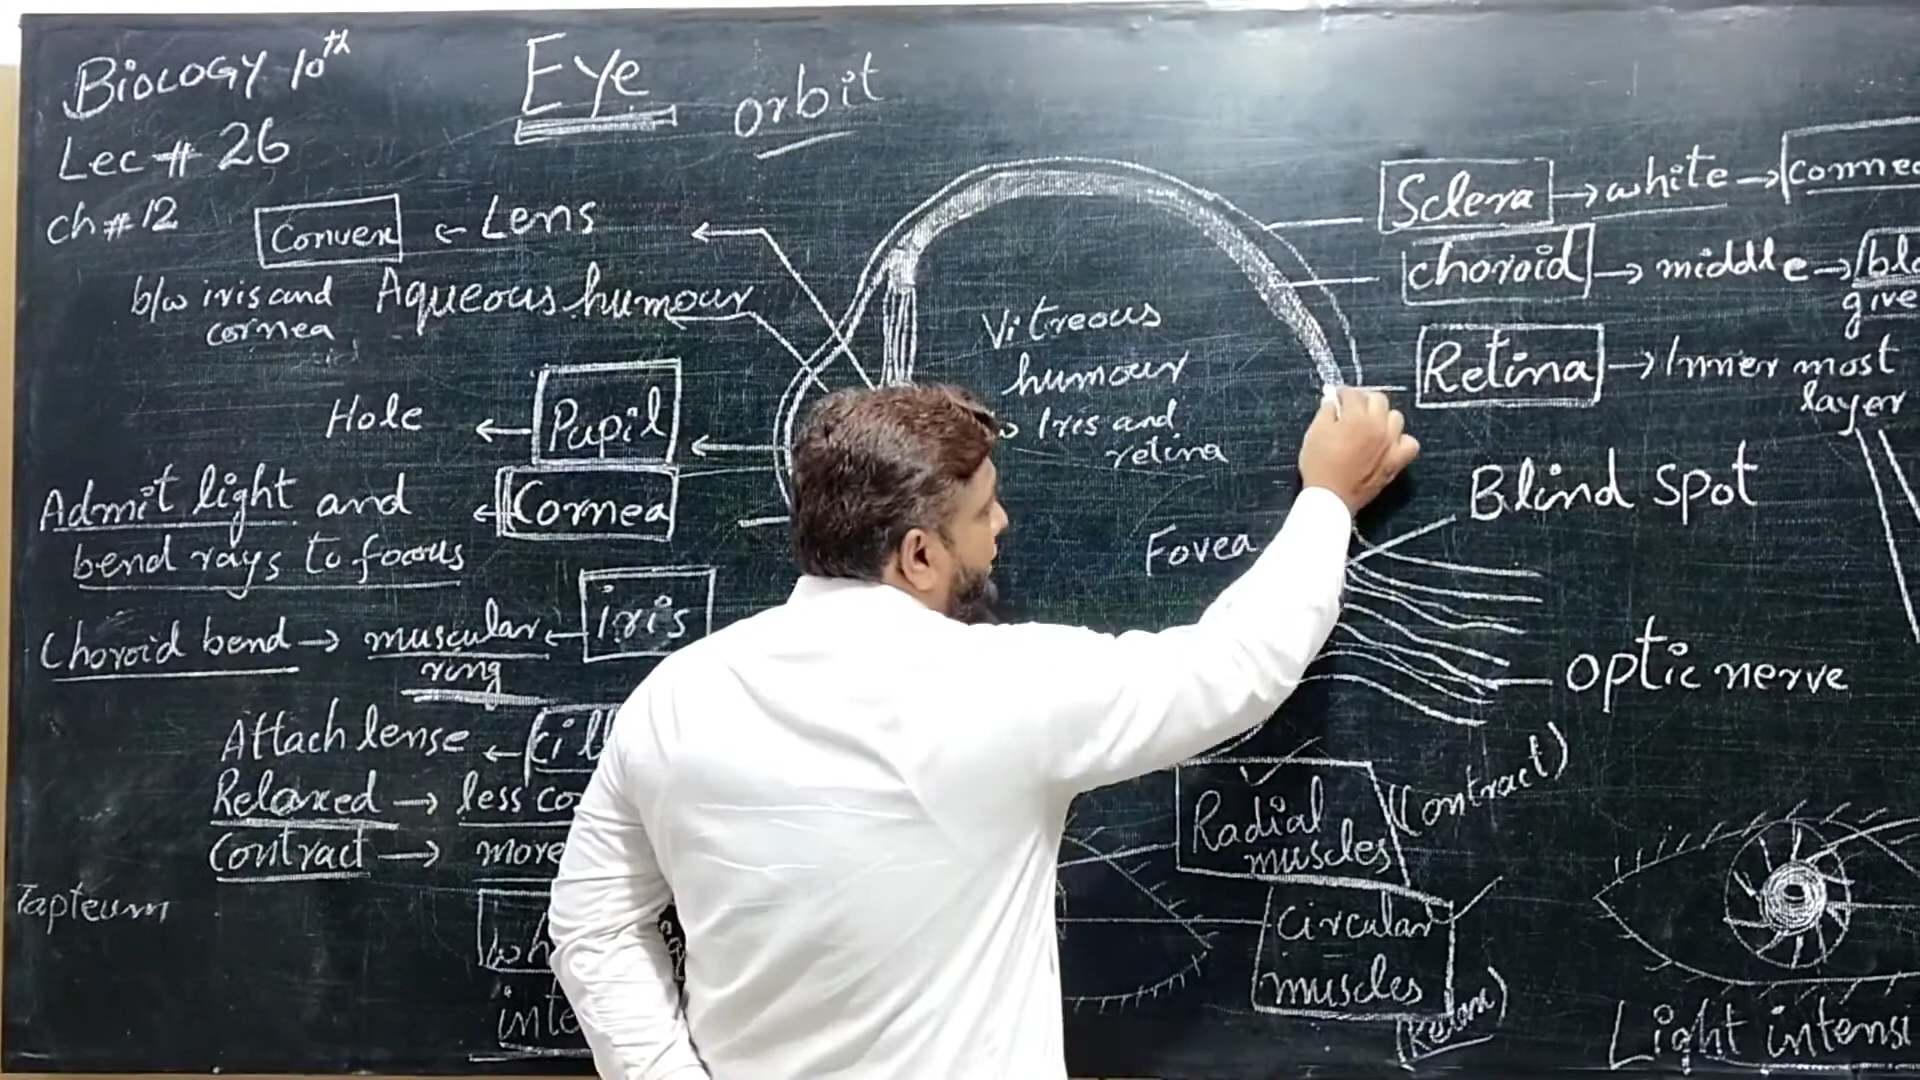 Biology 10th
Lec # 26
ch # 12
Eye
orbit
Convex ← Lens
b/w iris and
cornea
Aqueous humour
Hole ← Pupil
Admit light and
bend rays to focus
← Cornea
Choroid bend → muscular
ring
← iris
Attach lense ←
Relaxed → less
Contract → more
Tapteum
Vitreous
humour
Iris and
retina
Fovea
Sclera → white →
choroid → middle →
give
Retina → Inner most
layer
Blind Spot
optic nerve
Radial
muscles
(Contract)
Circular
muscles
(Relax)
Light